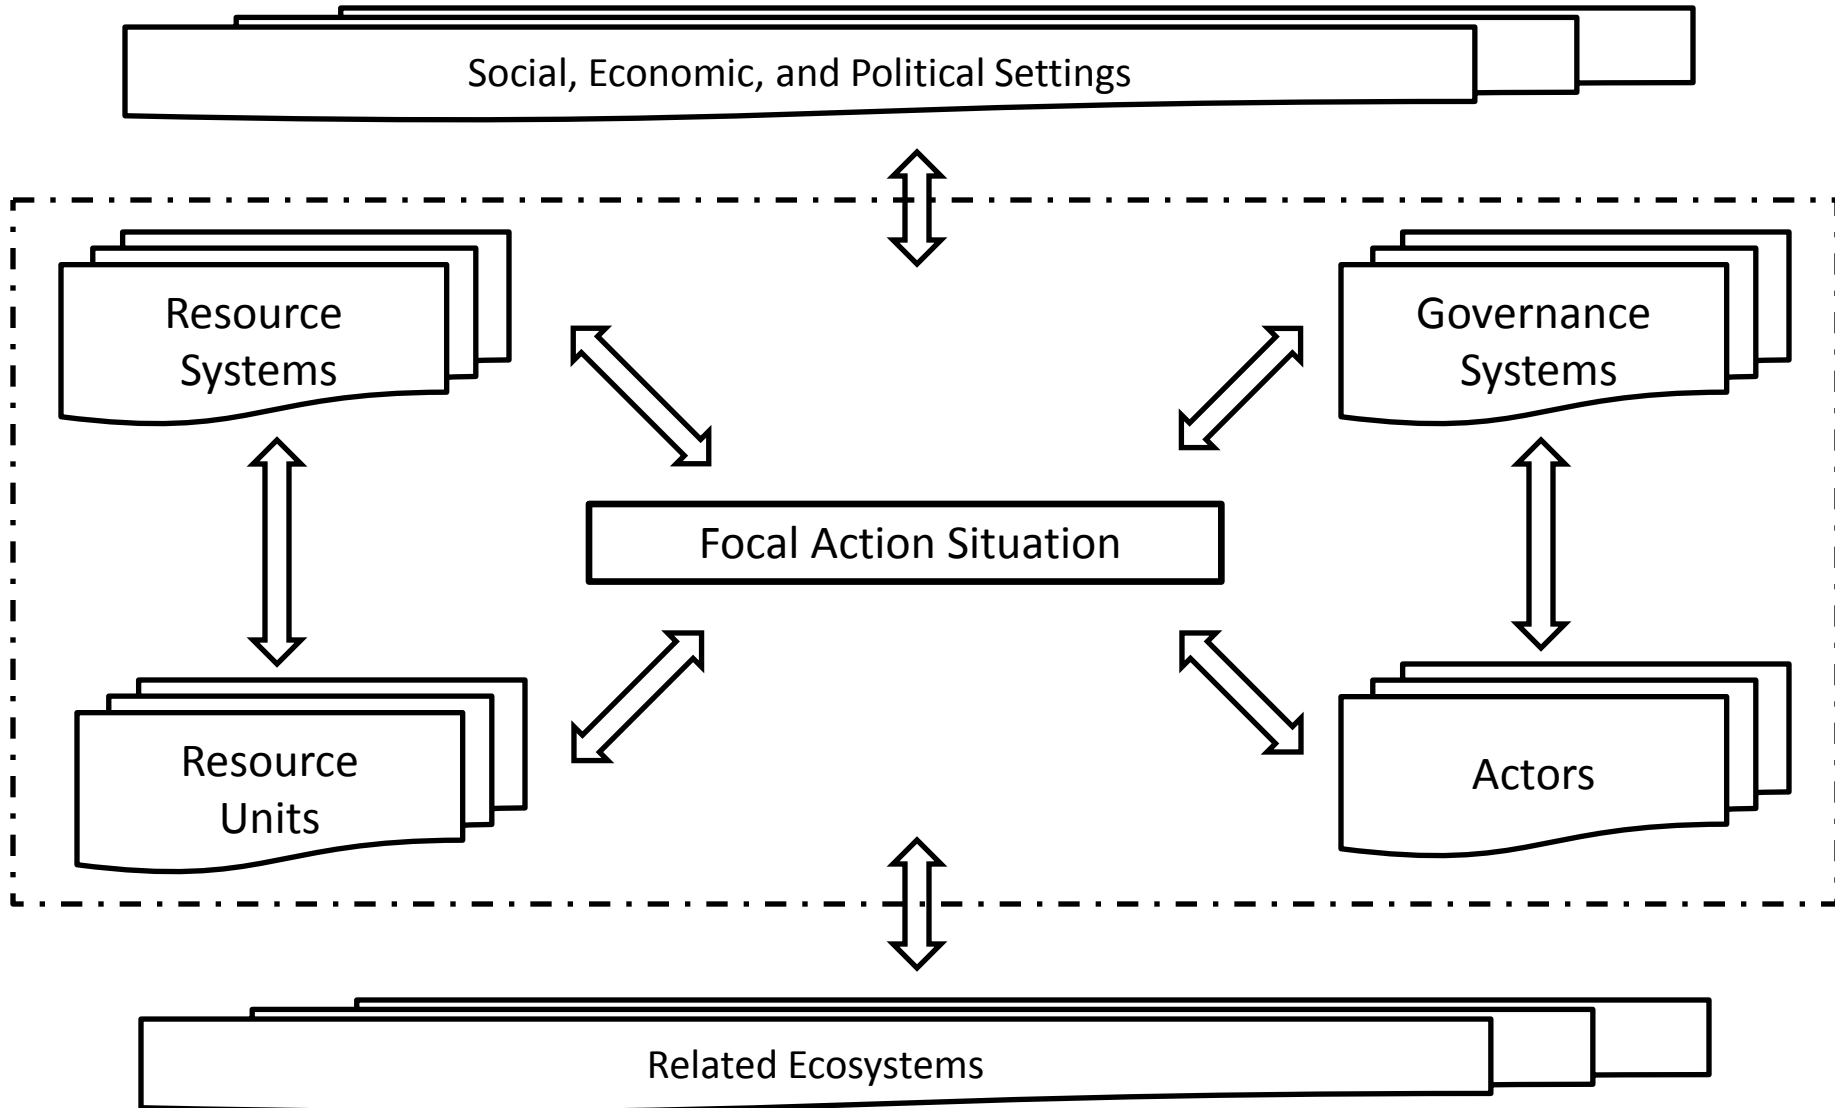 Social, Economic, and Political Settings
Resource
Systems
Governance
Systems
Focal Action Situation
Resource
Units
Actors
Related Ecosystems